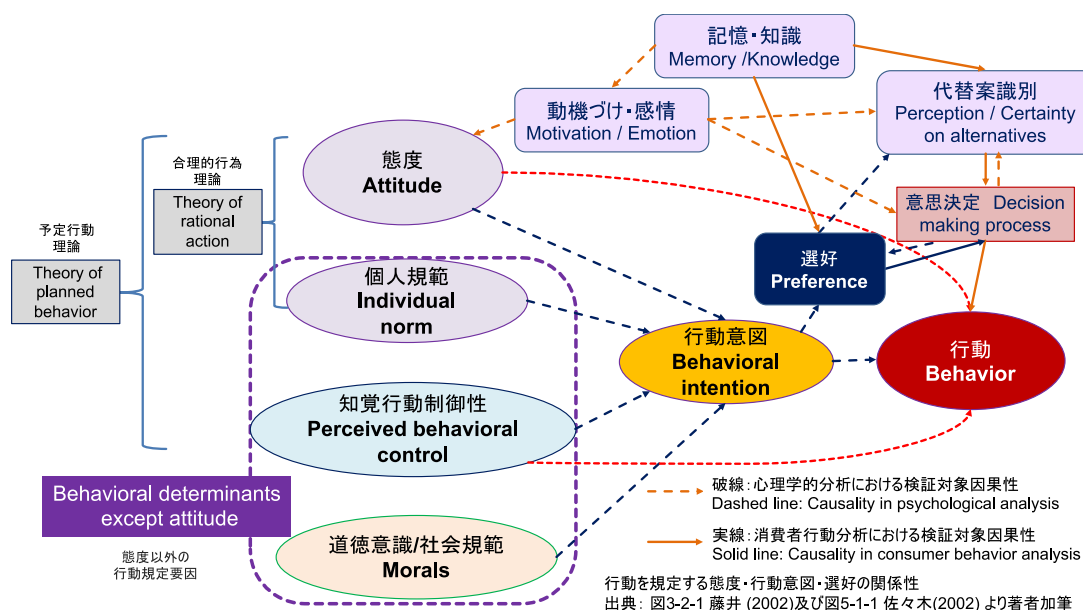 記憶・知識
Memory /Knowledge
動機づけ・感情
Motivation / Emotion
代替案識別
Perception / Certainty
on alternatives
態度
Attitude
合理的行為
理論
Theory of
rational
action
意思決定 Decision
making process
予定行動
理論
Theory of
planned
behavior
選好
Preference
個人規範
Individual
norm
行動意図
Behavioral
intention
行動
Behavior
知覚行動制御性
Perceived behavioral
control
Behavioral determinants
except attitude
態度以外の
行動規定要因
道徳意識/社会規範
Morals
破線：心理学的分析における検証対象因果性
Dashed line: Causality in psychological analysis
実線：消費者行動分析における検証対象因果性
Solid line: Causality in consumer behavior analysis
行動を規定する態度・行動意図・選好の関係性
出典： 図3-2-1 藤井 (2002)及び図5-1-1 佐々木(2002) より著者加筆